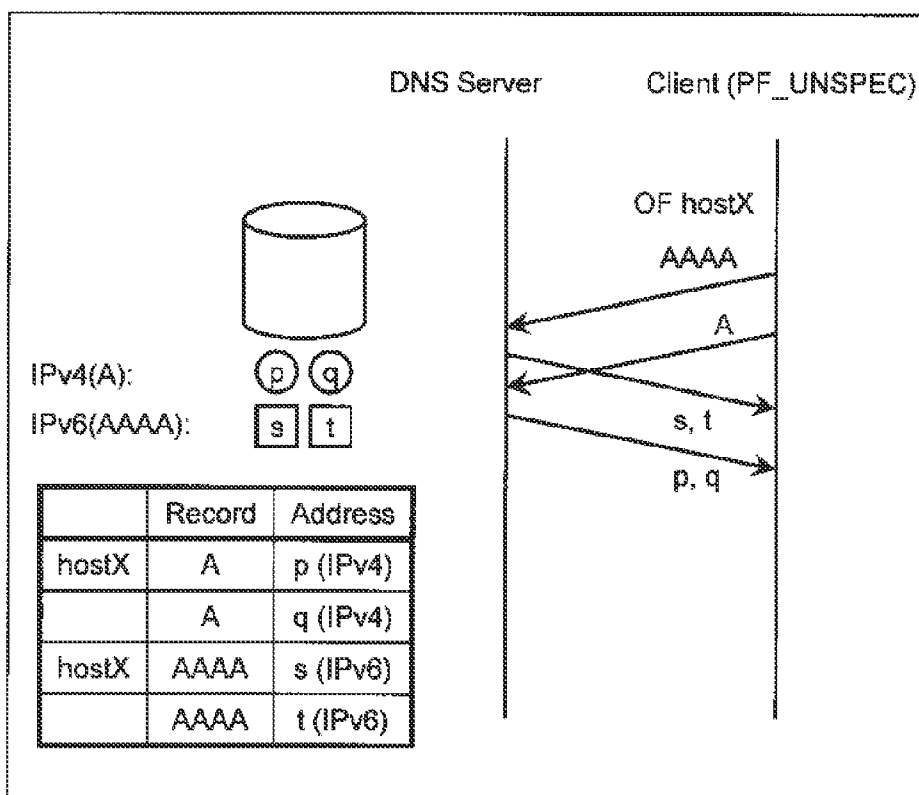 DNS Server Client (PF_UNSPEC)
OF hostX
AAAA
A
IPv4(A): p q
IPv6(AAAA): s t
s, t
p, q
Record Address
hostX A p (IPv4)
A q (IPv4)
hostX AAAA s (IPv6)
AAAA t (IPv6)